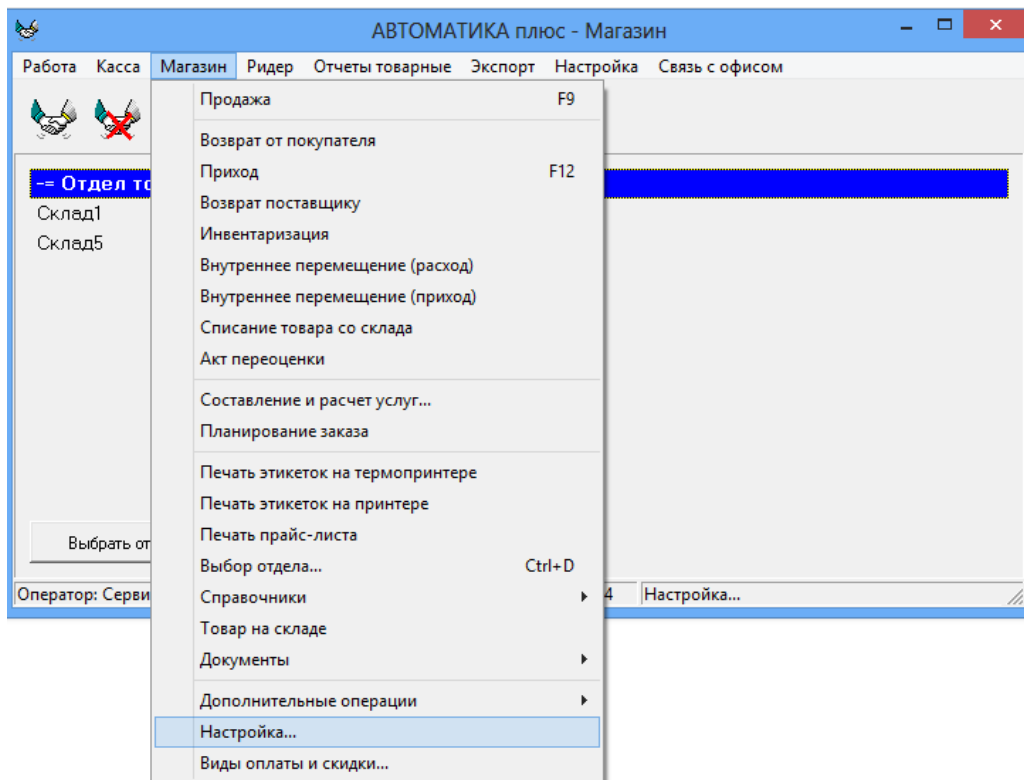 АВТОМАТИКА плюс - Магазин
Работа Касса Магазин Ридер Отчеты товарные Экспорт Настройка Связь с офисом
Продажа F9
Возврат от покупателя
Приход F12
-= Отдел
Возврат поставщику
Склад1
Инвентаризация
Склад5
Внутреннее перемещение (расход)
Внутреннее перемещение (приход)
Списание товара со склада
Акт переоценки
Составление и расчет услуг...
Планирование заказа
Печать этикеток на термопринтере
Печать этикеток на принтере
Печать прайс-листа
Выбрать
Выбор отдела... Ctrl+D
Оператор: Справочники 4 Настройка...
Товар на складе
Документы
Дополнительные операции
Настройка...
Виды оплаты и скидки...